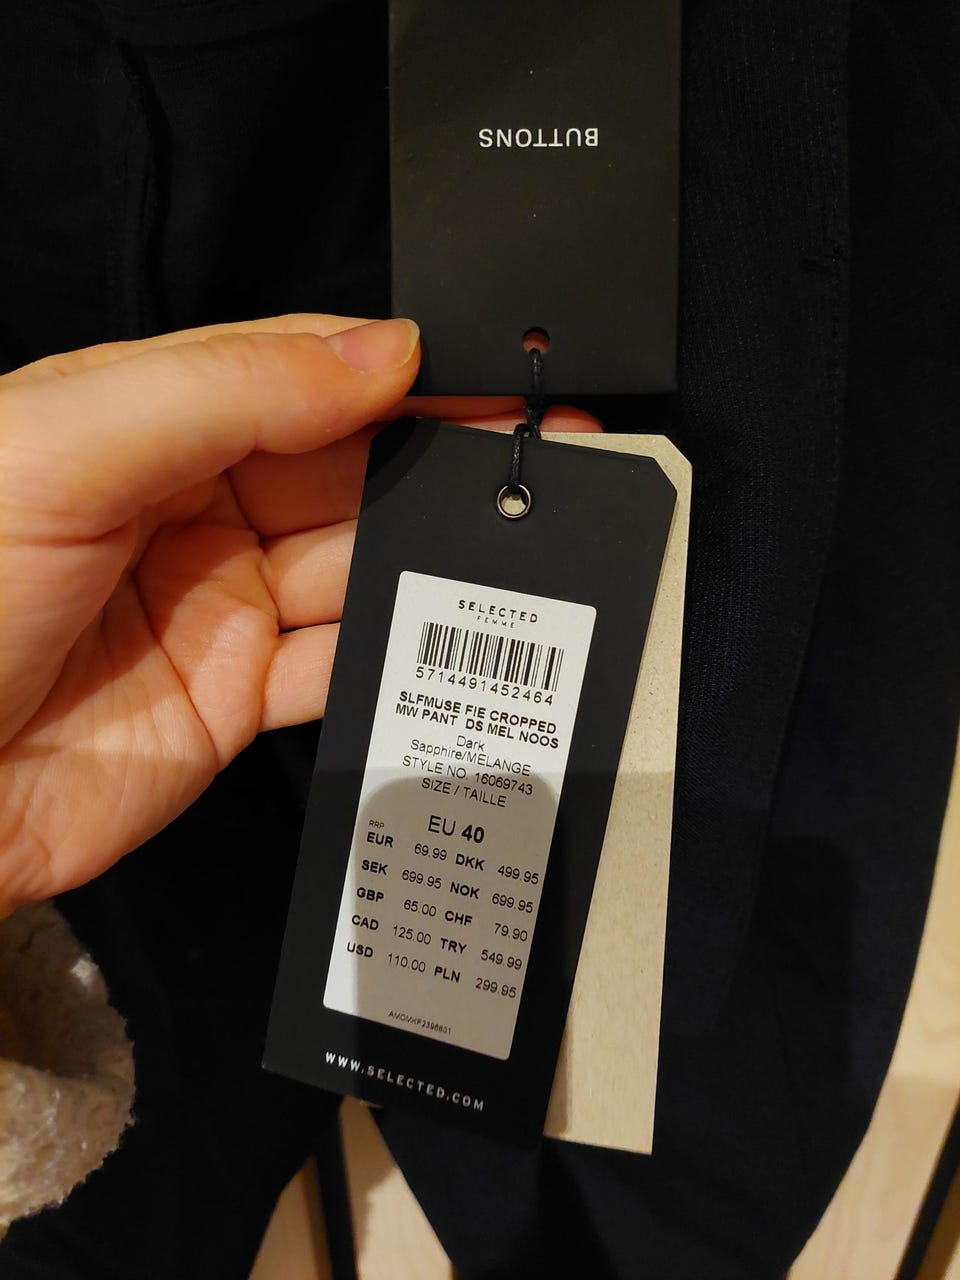 BUTTONS
SELECTED
FEMME
5714491452464
SLFMUSE FIE CROPPED
MW PANT DS MEL NOOS
Dark
Sapphire/MELANGE
STYLE NO. 16069743
SIZE / TAILLE
EU 40
RRP
EUR 69.99 DKK 499.95
SEK 699.95 NOK 699.95
GBP 65.00 CHF 79.90
CAD 125.00 TRY 549.99
USD 110.00 PLN 299.95
WWW.SELECTED.COM